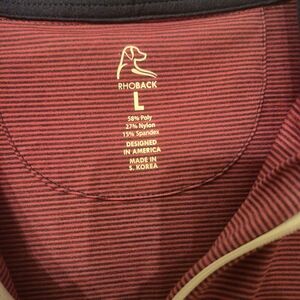 RHOBACK
L
58% Poly
27% Nylon
15% Spandex
DESIGNED
IN AMERICA
MADE IN
S. KOREA